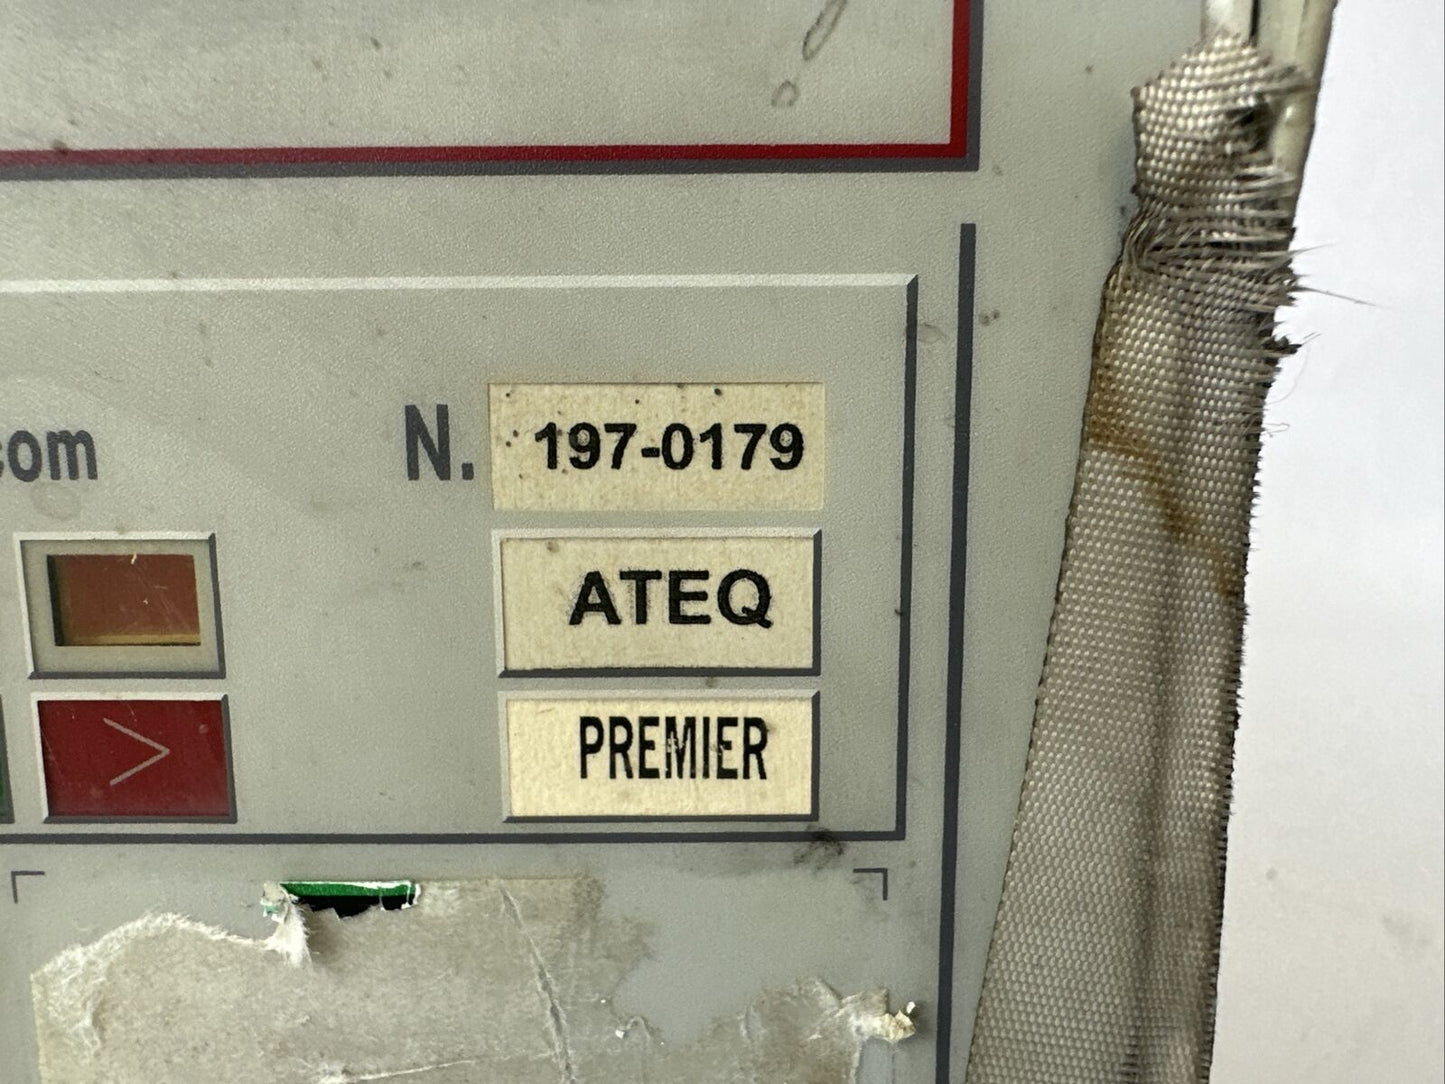 com
N. 197-0179
ATEQ
PREMIER
>